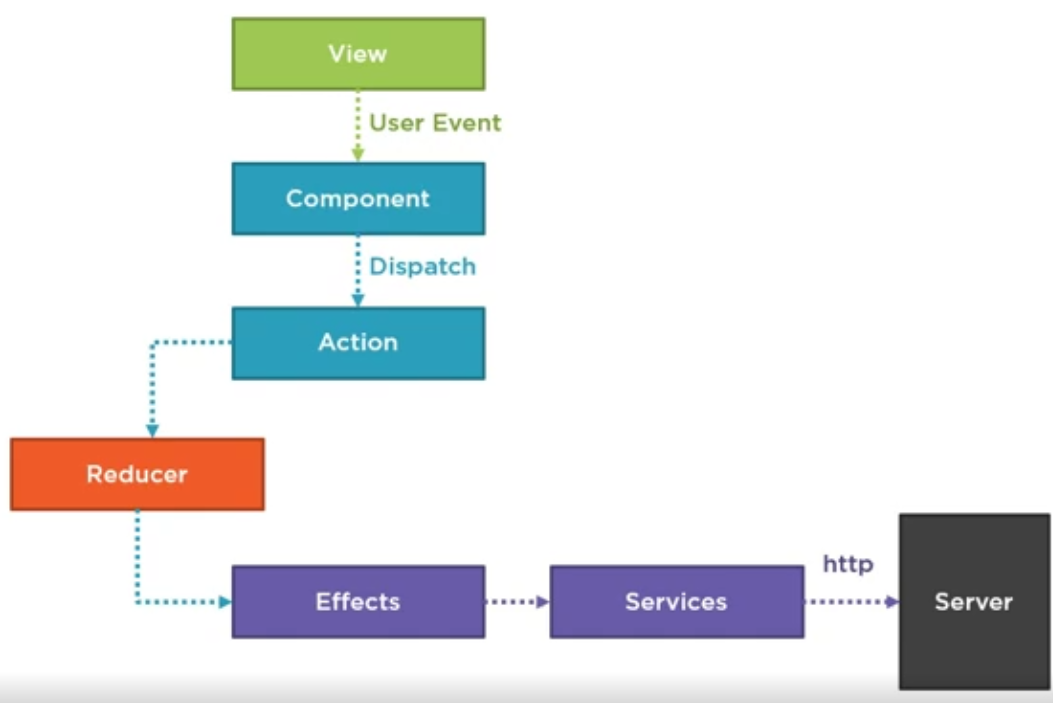 View
User Event
Component
Dispatch
Action
Reducer
Effects
Services
http
Server